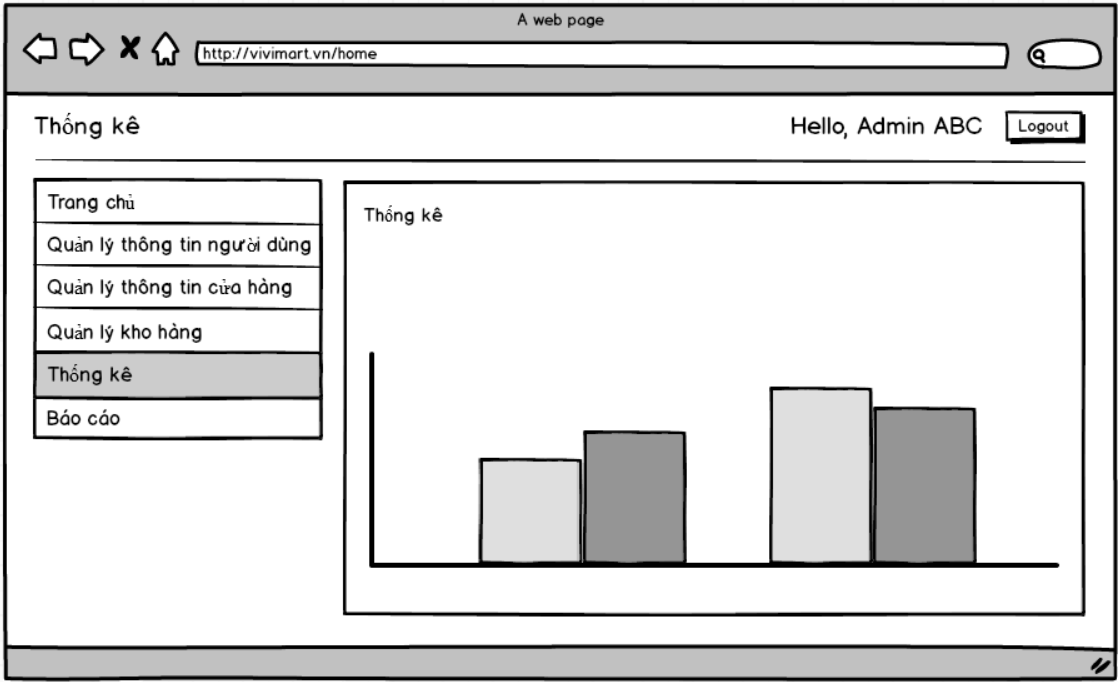 A web page
http://vivimart.vn/home
Thống kê
Hello, Admin ABC
Logout
Trang chủ
Quản lý thông tin người dùng
Quản lý thông tin cửa hàng
Quản lý kho hàng
Thống kê
Báo cáo
Thống kê